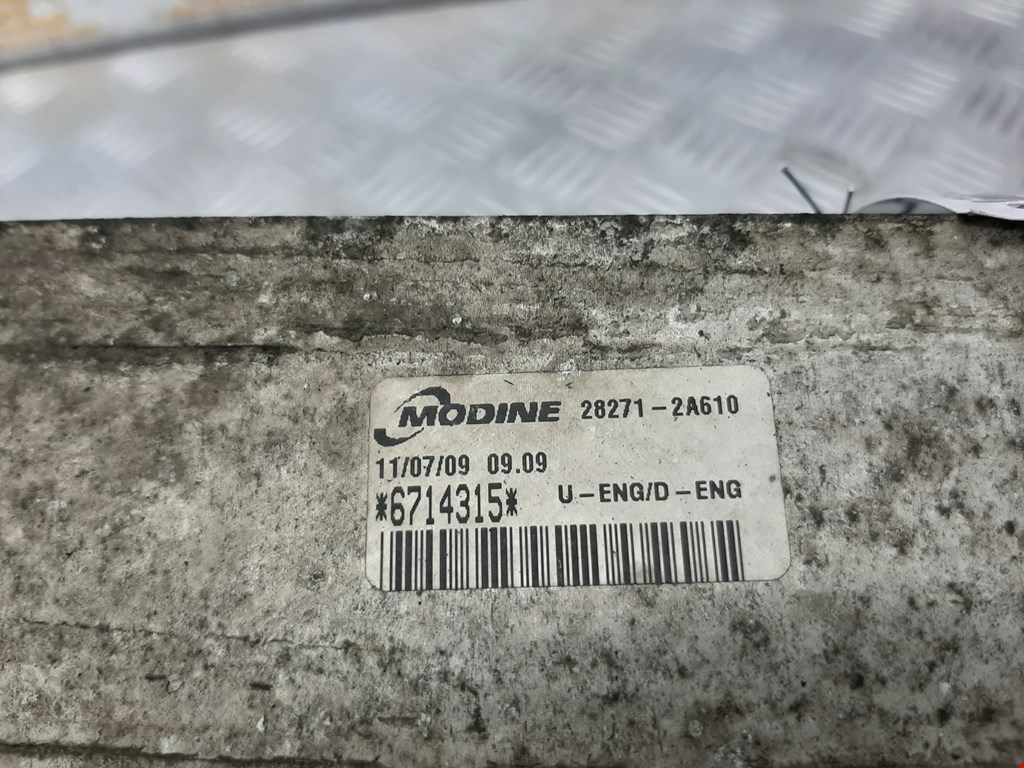 MODINE 28271-2A610
11/07/09 09.09
*6714315* U-ENG/D-ENG